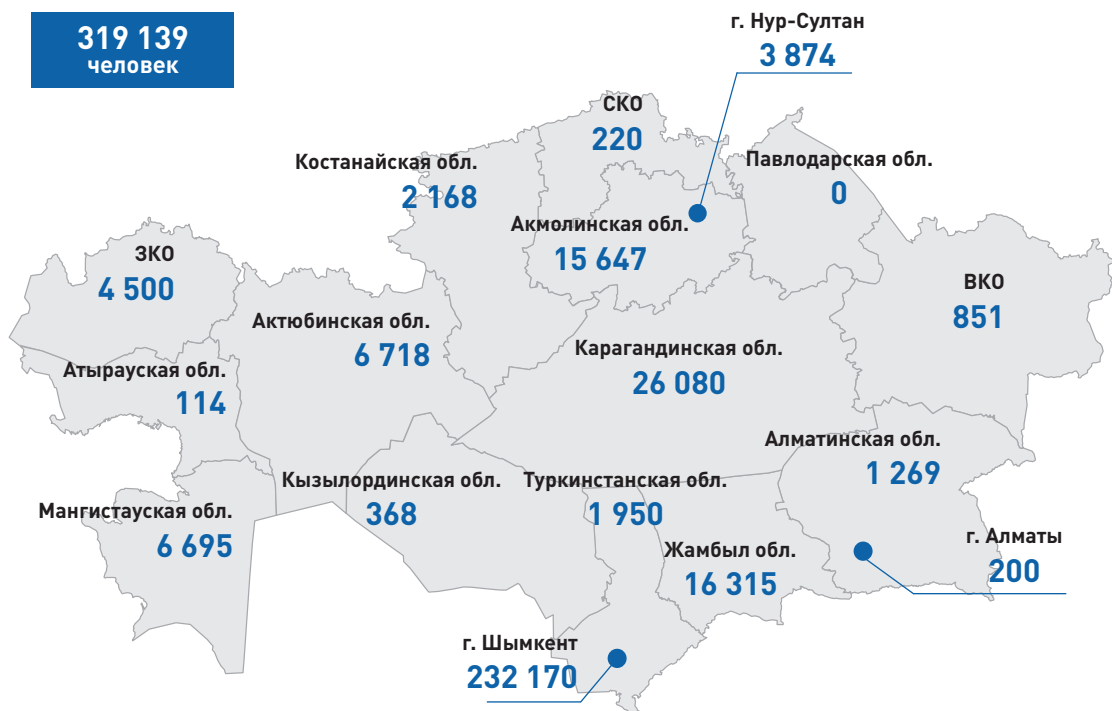 319 139
человек
г. Нур-Султан
3 874
СКО
220
Костанайская обл.
2 168
Павлодарская обл.
0
Акмолинская обл.
15 647
ЗКО
4 500
ВКО
851
Актюбинская обл.
6 718
Карагандинская обл.
26 080
Атырауская обл.
114
Алматинская обл.
1 269
Кызылординская обл.
368
Туркинстанская обл.
1 950
Мангистауская обл.
6 695
Жамбыл обл.
16 315
г. Алматы
200
г. Шымкент
232 170